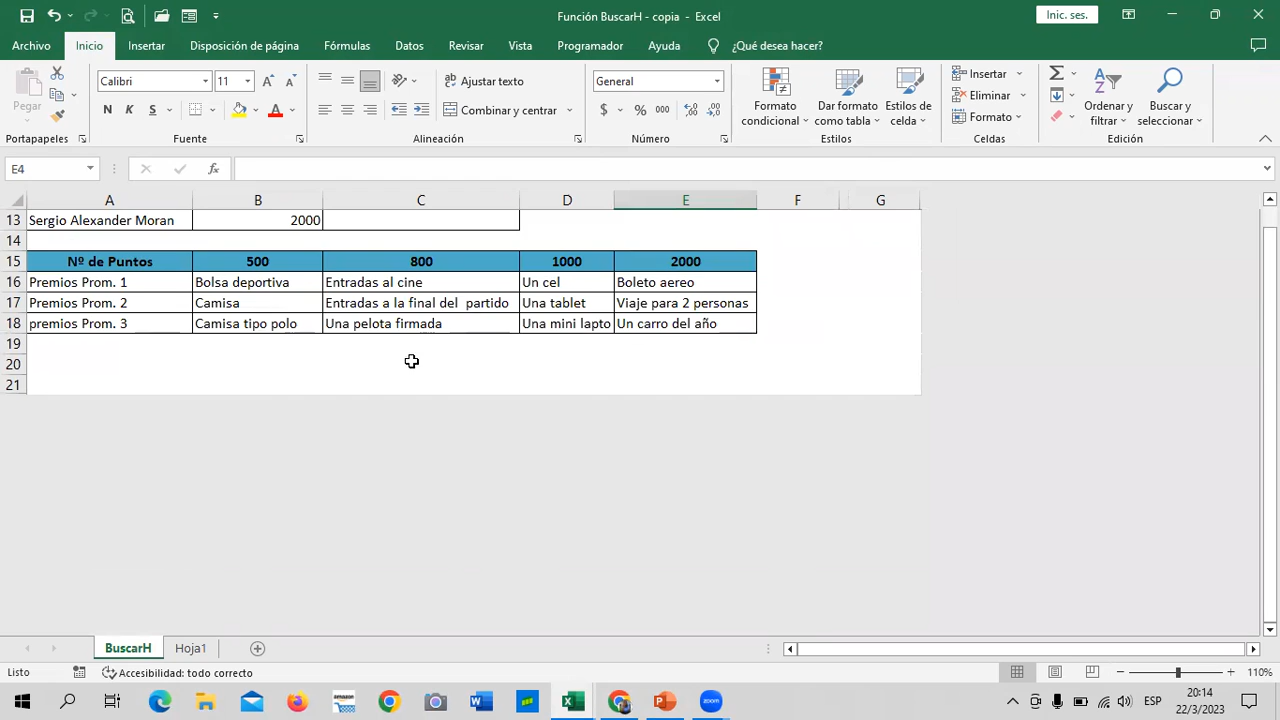 Función BuscarH - copia - Excel
Inic. ses.
Archivo Inicio Insertar Disposición de página Fórmulas Datos Revisar Vista Programador Ayuda ¿Qué desea hacer?
Pegar
Calibri 11
N K S
Ajustar texto
Combinar y centrar
General
$ % 000
Formato condicional
Dar formato como tabla
Estilos de celda
Insertar
Eliminar
Formato
Ordenar y filtrar
Buscar y seleccionar
Portapapeles Fuente Alineación Número Estilos Celdas Edición
E4 fx
A B C D E F G
13 Sergio Alexander Moran 2000
14
15 Nº de Puntos 500 800 1000 2000
16 Premios Prom. 1 Bolsa deportiva Entradas al cine Un cel Boleto aereo
17 Premios Prom. 2 Camisa Entradas a la final del partido Una tablet Viaje para 2 personas
18 premios Prom. 3 Camisa tipo polo Una pelota firmada Una mini lapto Un carro del año
19
20
21
BuscarH Hoja1
Listo Accesibilidad: todo correcto 110%
ESP 20:14
22/3/2023